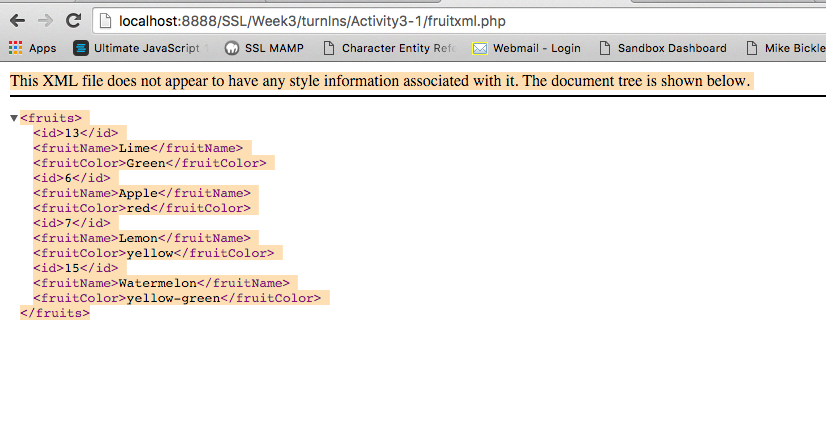 localhost:8888/SSL/Week3/turnIns/Activity3-1/fruitxml.php
Apps Ultimate JavaScript SSL MAMP Character Entity Refe Webmail - Login Sandbox Dashboard Mike Bickle
This XML file does not appear to have any style information associated with it. The document tree is shown below.
▼<fruits>
<id>13</id>
<fruitName>Lime</fruitName>
<fruitColor>Green</fruitColor>
<id>6</id>
<fruitName>Apple</fruitName>
<fruitColor>red</fruitColor>
<id>7</id>
<fruitName>Lemon</fruitName>
<fruitColor>yellow</fruitColor>
<id>15</id>
<fruitName>Watermelon</fruitName>
<fruitColor>yellow-green</fruitColor>
</fruits>